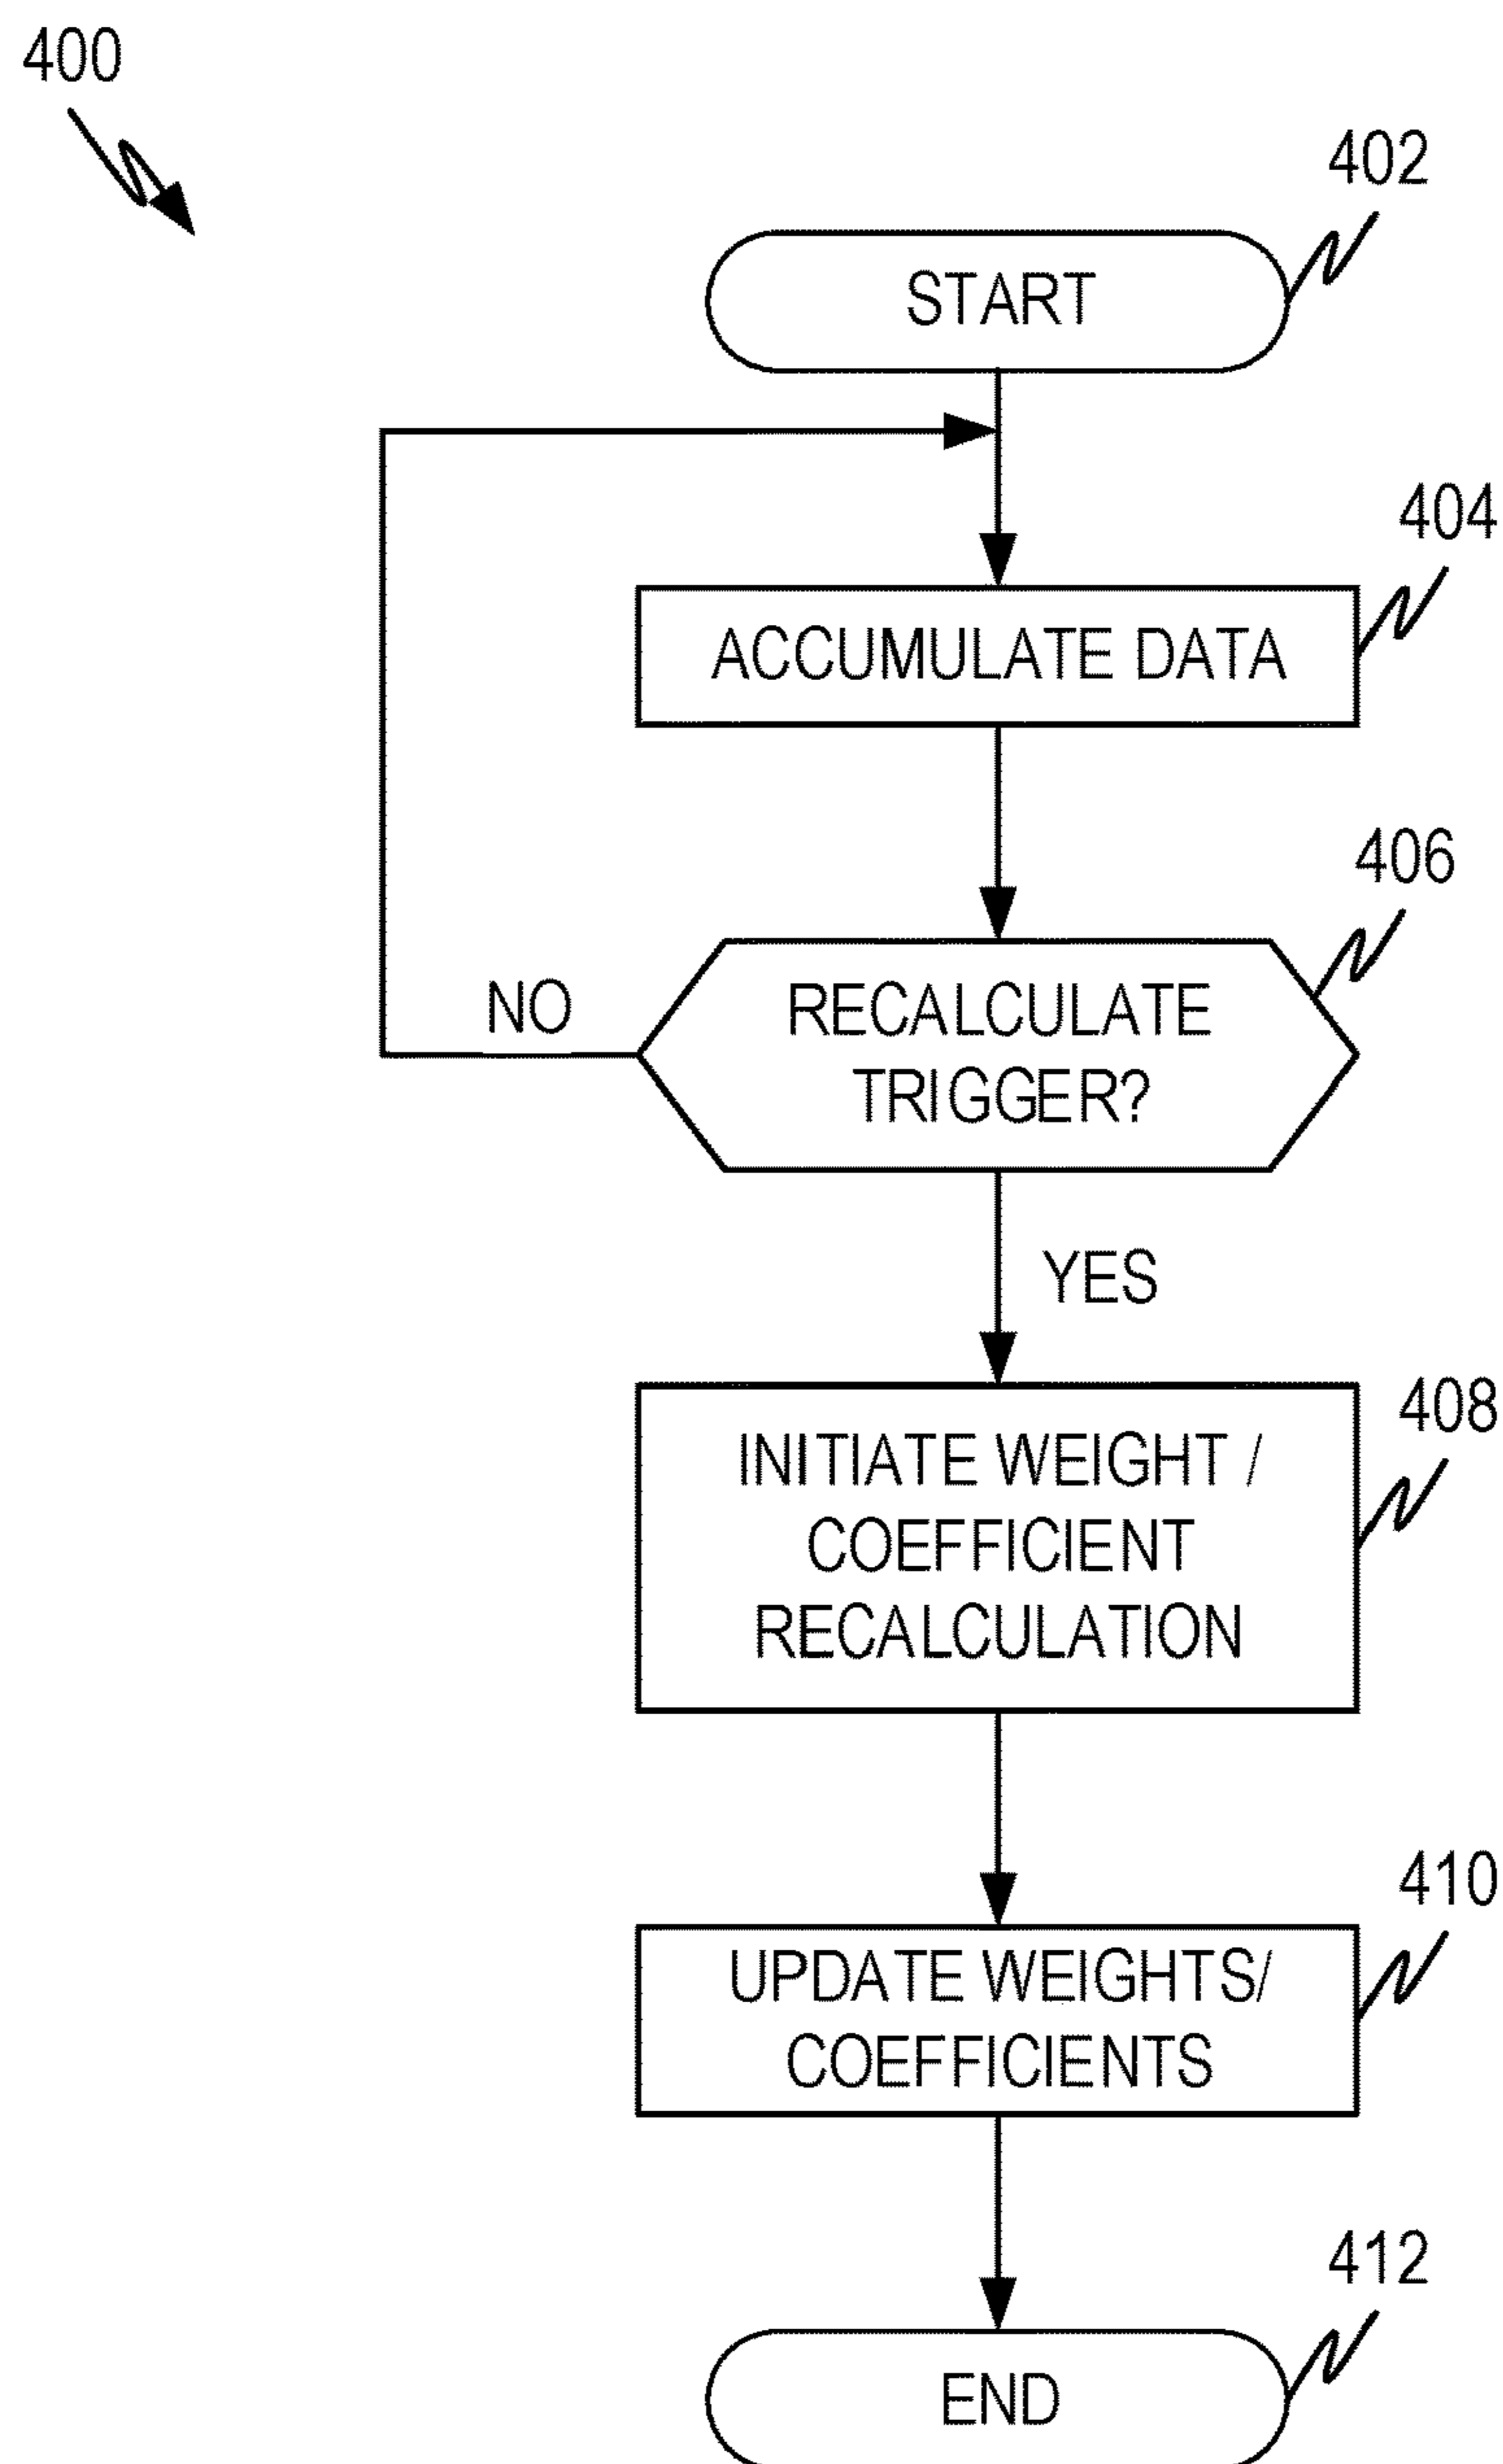 400
402
START
404
ACCUMULATE DATA
406
RECALCULATE
TRIGGER?
NO
YES
408
INITIATE WEIGHT /
COEFFICIENT
RECALCULATION
410
UPDATE WEIGHTS/
COEFFICIENTS
412
END